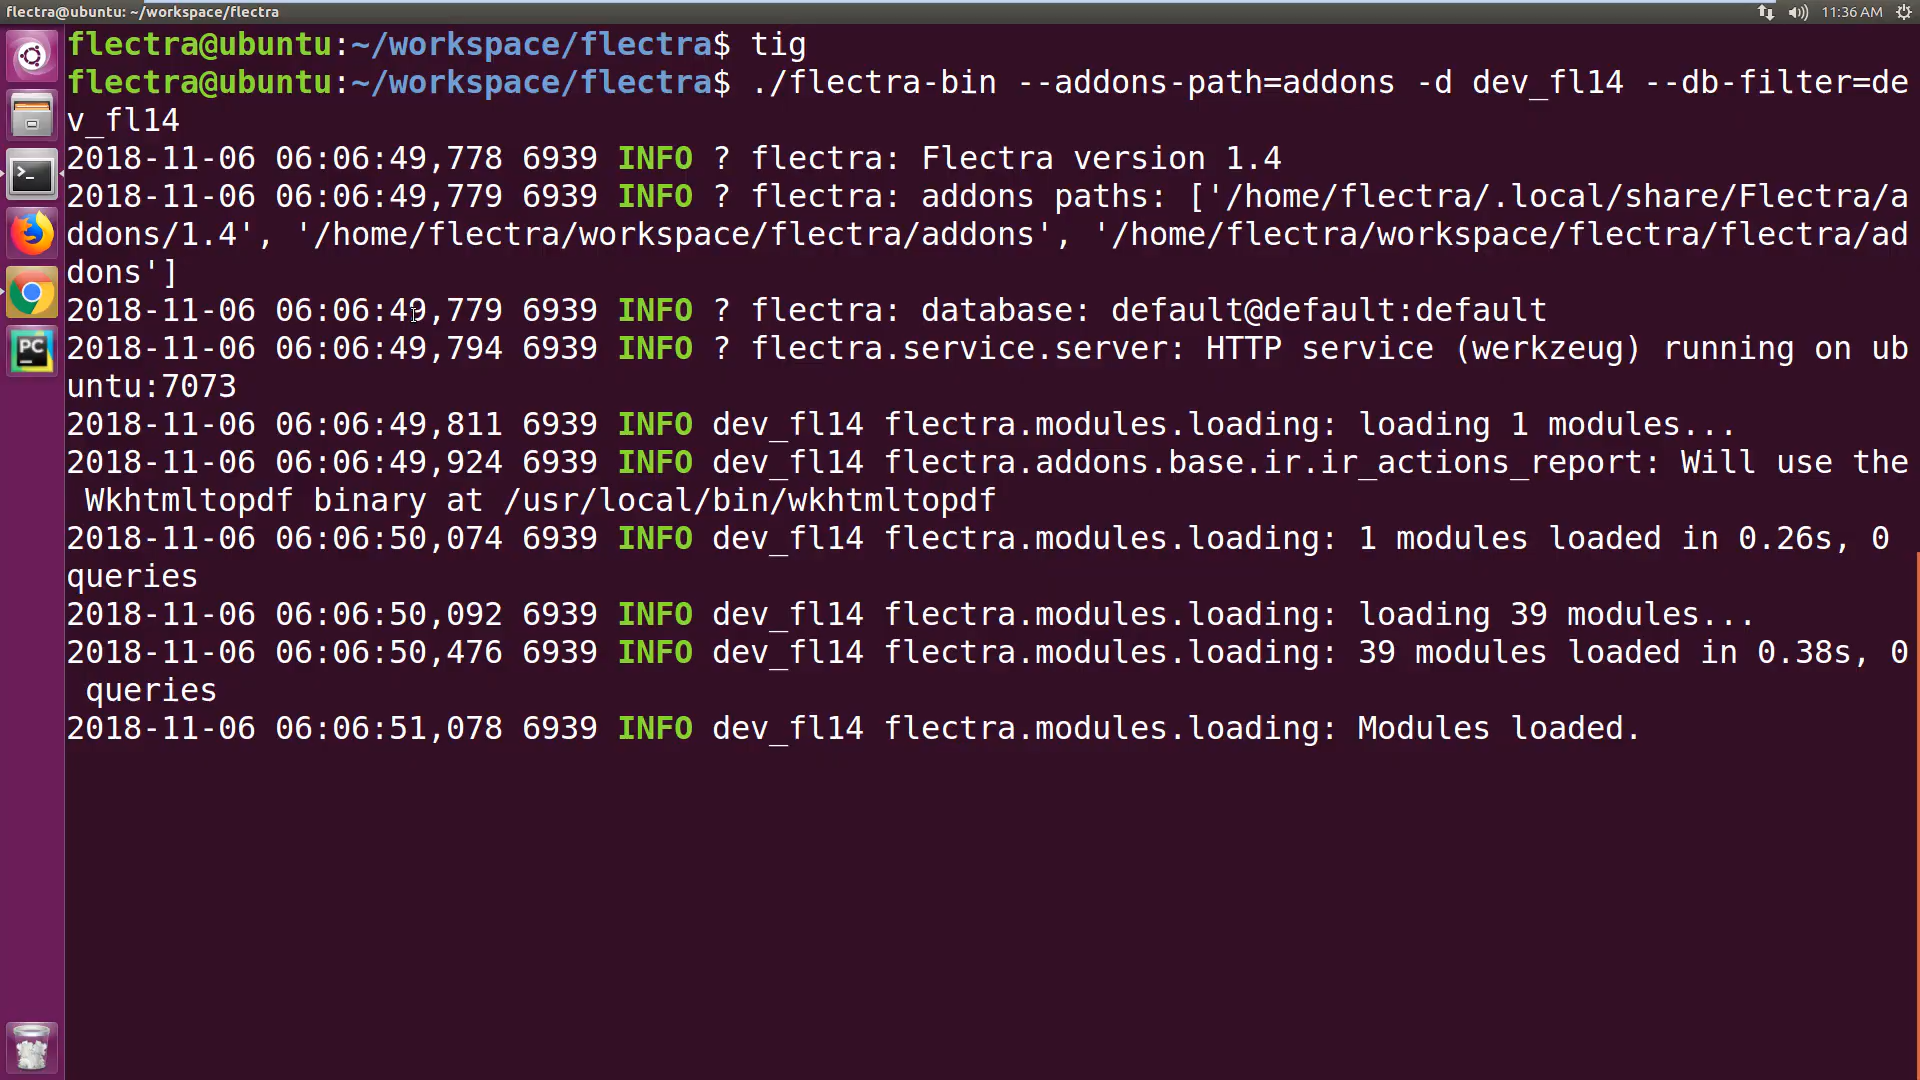 flectra@ubuntu: ~/workspace/flectra
11:36 AM
flectra@ubuntu:~/workspace/flectra$ tig
flectra@ubuntu:~/workspace/flectra$ ./flectra-bin --addons-path=addons -d dev_fl14 --db-filter=de
v_fl14
2018-11-06 06:06:49,778 6939 INFO ? flectra: Flectra version 1.4
2018-11-06 06:06:49,779 6939 INFO ? flectra: addons paths: ['/home/flectra/.local/share/Flectra/a
ddons/1.4', '/home/flectra/workspace/flectra/addons', '/home/flectra/workspace/flectra/flectra/ad
dons']
2018-11-06 06:06:49,779 6939 INFO ? flectra: database: default@default:default
2018-11-06 06:06:49,794 6939 INFO ? flectra.service.server: HTTP service (werkzeug) running on ub
untu:7073
2018-11-06 06:06:49,811 6939 INFO dev_fl14 flectra.modules.loading: loading 1 modules...
2018-11-06 06:06:49,924 6939 INFO dev_fl14 flectra.addons.base.ir.ir_actions_report: Will use the
 Wkhtmltopdf binary at /usr/local/bin/wkhtmltopdf
2018-11-06 06:06:50,074 6939 INFO dev_fl14 flectra.modules.loading: 1 modules loaded in 0.26s, 0
queries
2018-11-06 06:06:50,092 6939 INFO dev_fl14 flectra.modules.loading: loading 39 modules...
2018-11-06 06:06:50,476 6939 INFO dev_fl14 flectra.modules.loading: 39 modules loaded in 0.38s, 0
 queries
2018-11-06 06:06:51,078 6939 INFO dev_fl14 flectra.modules.loading: Modules loaded.
PC